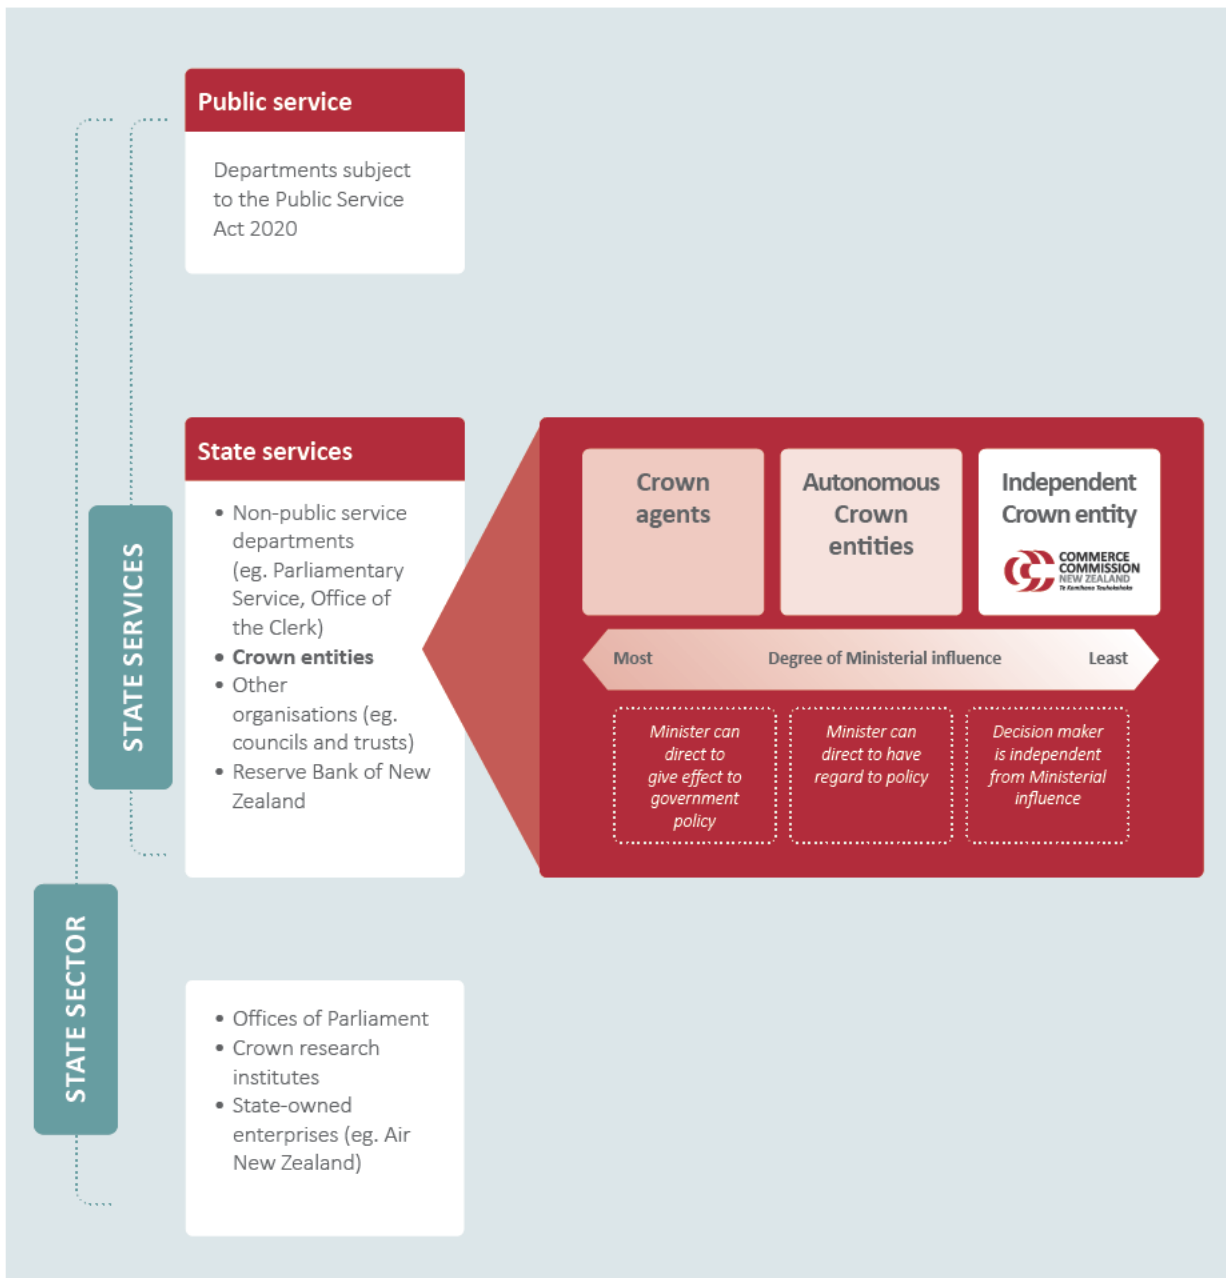 Public service
Departments subject
to the Public Service
Act 2020
STATE SERVICES
State services
• Non-public service
departments
(eg. Parliamentary
Service, Office of
the Clerk)
• Crown entities
• Other
organisations (eg.
councils and trusts)
• Reserve Bank of New
Zealand
Crown
agents
Autonomous
Crown
entities
Independent
Crown entity
COMMERCE
COMMISSION
NEW ZEALAND
Te Komihana Tauhokohoko
Most
Degree of Ministerial influence
Least
Minister can
direct to
give effect to
government
policy
Minister can
direct to have
regard to policy
Decision maker
is independent
from Ministerial
influence
STATE SECTOR
• Offices of Parliament
• Crown research
institutes
• State-owned
enterprises (eg. Air
New Zealand)